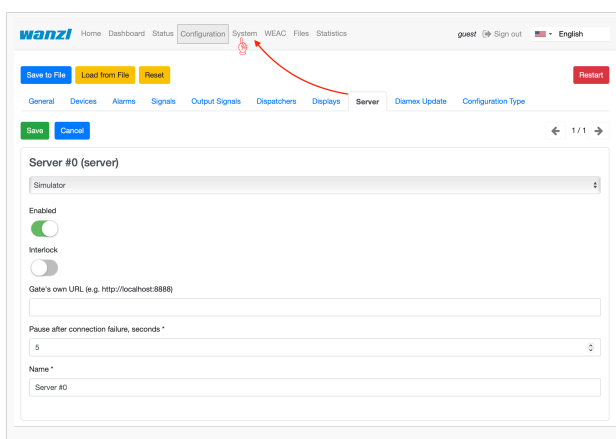 wanzl Home Dashboard Status Configuration System WEAC Files Statistics guest Sign out English
Save to File Load from File Reset Restart
General Devices Alarms Signals Output Signals Dispatchers Displays Server Diamex Update Configuration Type
Save Cancel 1 / 1
Server #0 (server)
Simulator
Enabled
Interlock
Gate's own URL (e.g. http://localhost:8888)
Pause after connection failure, seconds *
5
Name *
Server #0